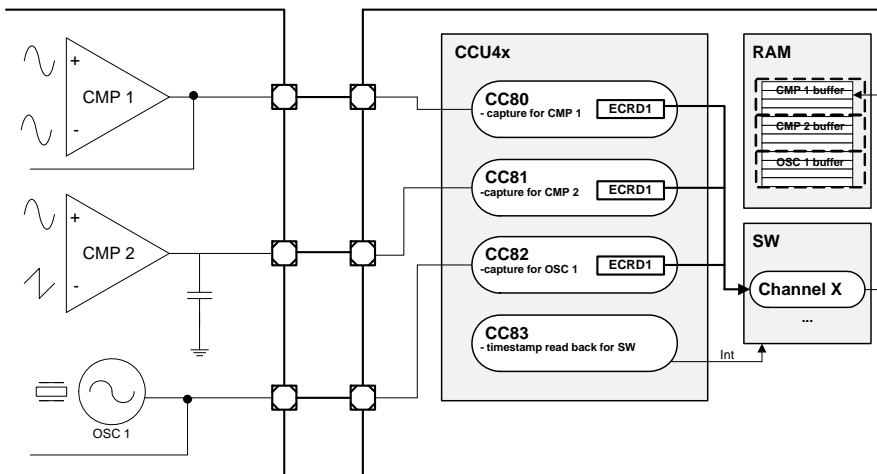 +
CMP 1
-
+
CMP 2
-
OSC 1
CCU4x
CC80
- capture for CMP 1
ECRD1
CC81
-capture for CMP 2
ECRD1
CC82
-capture for OSC 1
ECRD1
CC83
- timestamp read back for SW
Int
RAM
CMP 1 buffer
CMP 2 buffer
OSC 1 buffer
SW
Channel X
...